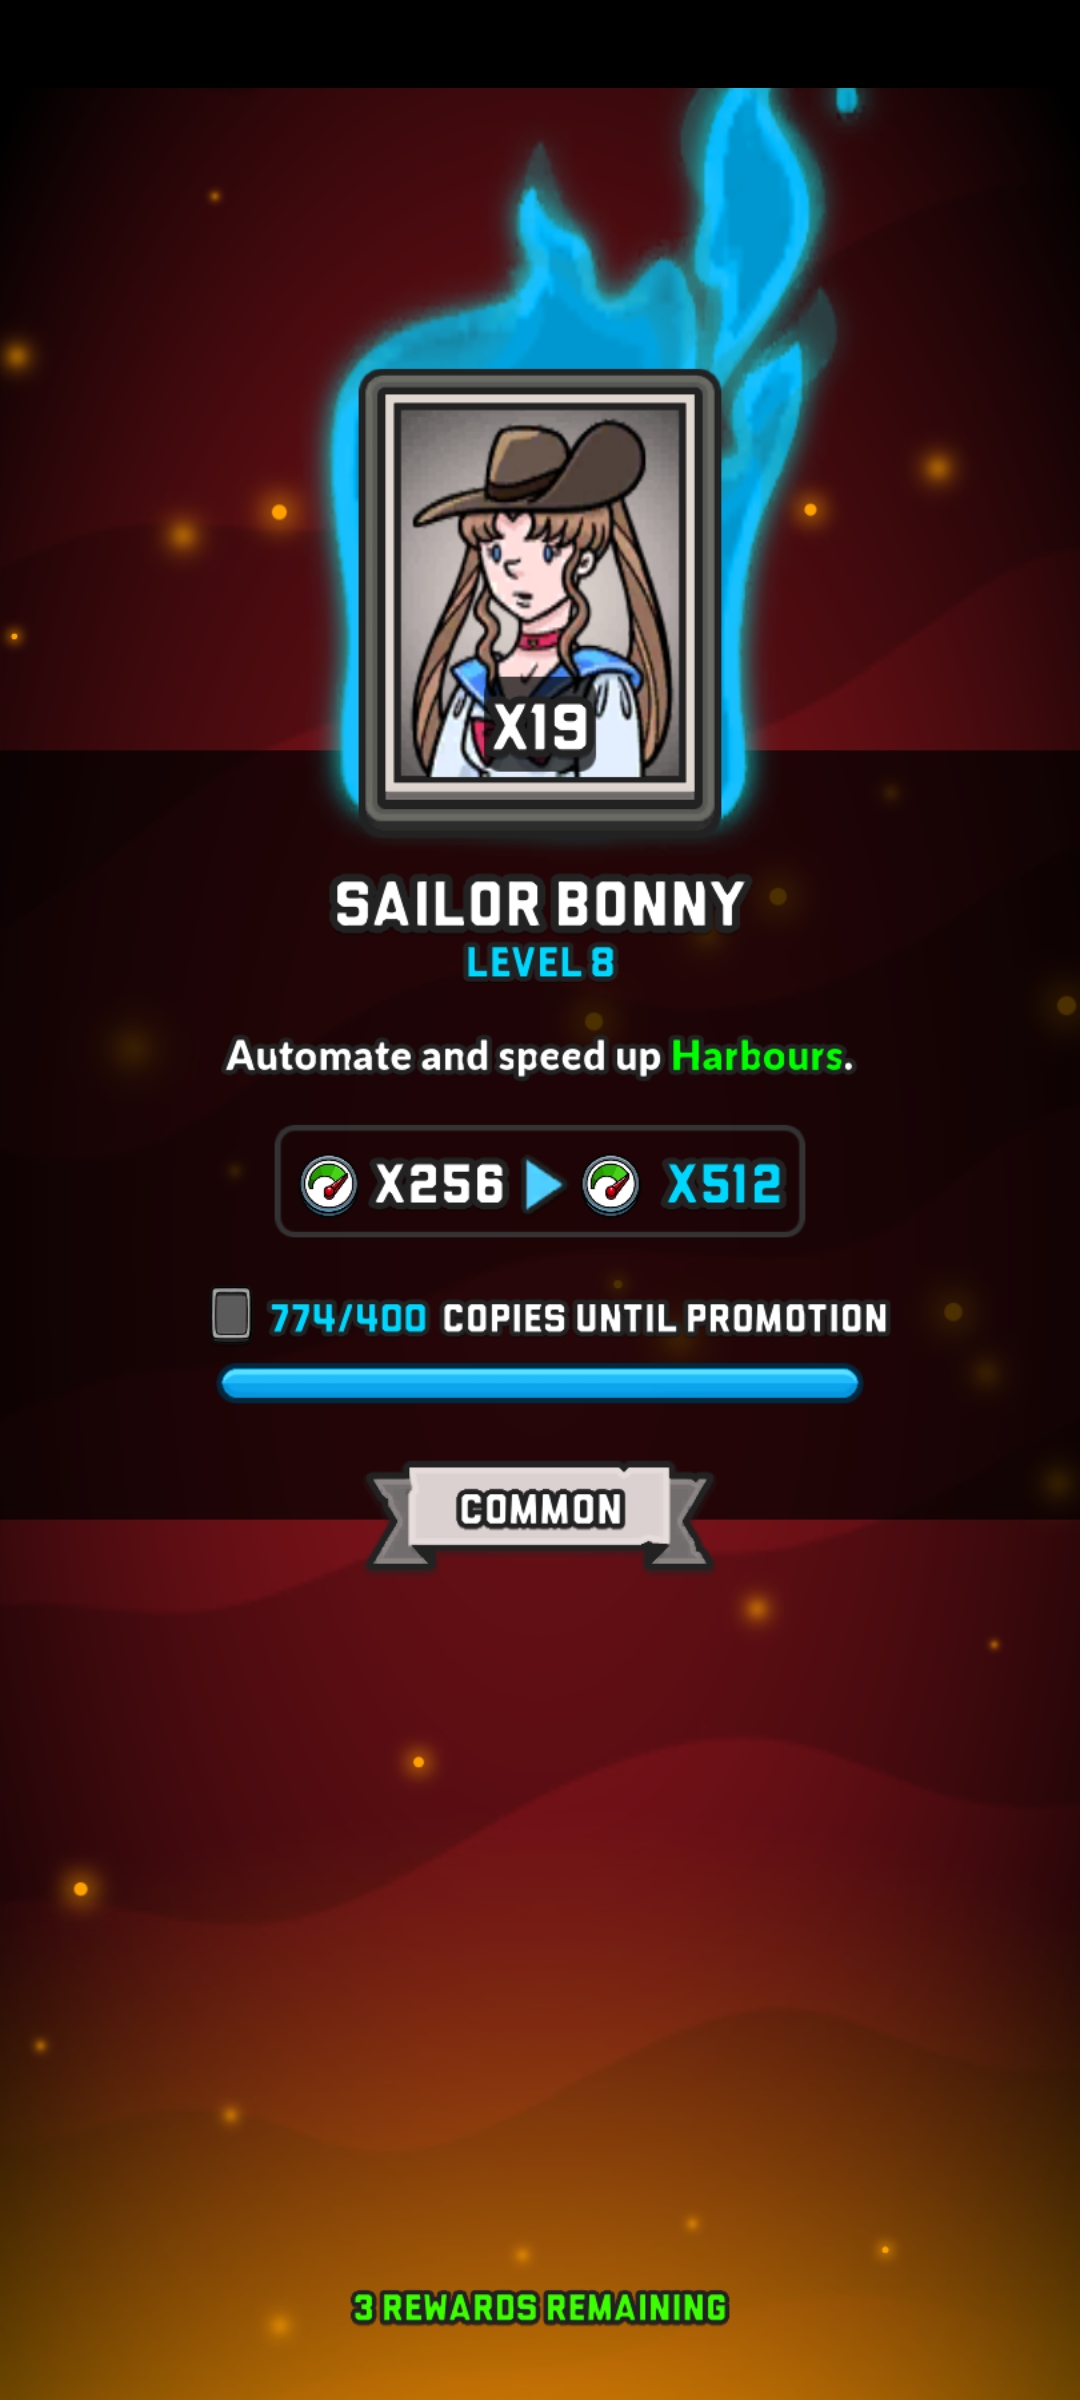 X19
SAILOR BONNY
LEVEL 8
Automate and speed up Harbours.
X256 X512
774/400 COPIES UNTIL PROMOTION
COMMON
3 REWARDS REMAINING